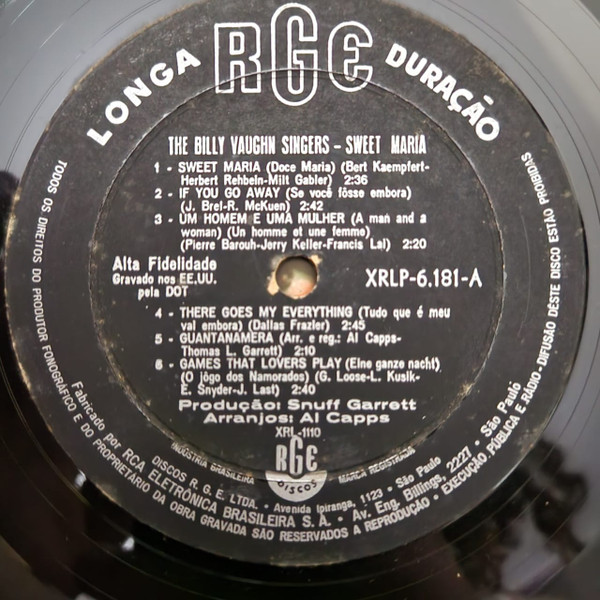 LONGA RGE DURAÇÃO
THE BILLY VAUGHN SINGERS - SWEET MARIA
1 - SWEET MARIA (Doce Maria) (Bert Kaempfert-
Herbert Rehbein-Milt Gabler) 2:36
2 - IF YOU GO AWAY (Se você fôsse embora)
(J. Brel-R. McKuen) 2:42
3 - UM HOMEM E UMA MULHER (A man and a
woman) (Un homme et une femme)
(Pierre Barouh-Jerry Keller-Francis Lai) 2:20
Alta Fidelidade
Gravado nos EE.UU.
pela DOT
XRLP-6.181-A
4 - THERE GOES MY EVERYTHING (Tudo que é meu
val embora) (Dallas Frazier) 2:45
5 - GUANTANAMERA (Arr. e reg.: Al Capps-
Thomas L. Garrett) 2:10
6 - GAMES THAT LOVERS PLAY (Eine ganze nacht)
(O jôgo dos Namorados) (G. Loose-L. Kusik-
E. Snyder-J. Last) 2:40
Produção: Snuff Garrett
Arranjos: Al Capps
XRL-1110
INDÚSTRIA BRASILEIRA RGE DISCOS MARCA REGISTRADA
DISCOS R. G. E. LTDA. - Avenida Ipiranga, 1123 - São Paulo
Fabricado por RCA ELETRÔNICA BRASILEIRA S. A. - Av. Eng. Billings, 2227 - São Paulo
TODOS OS DIREITOS DO PRODUTOR FONOGRÁFICO E DO PROPRIETÁRIO DA OBRA GRAVADA SÃO RESERVADOS A REPRODUÇÃO - EXECUÇÃO PÚBLICA E RÁDIO-DIFUSÃO DÊSTE DISCO ESTÃO PROIBIDAS